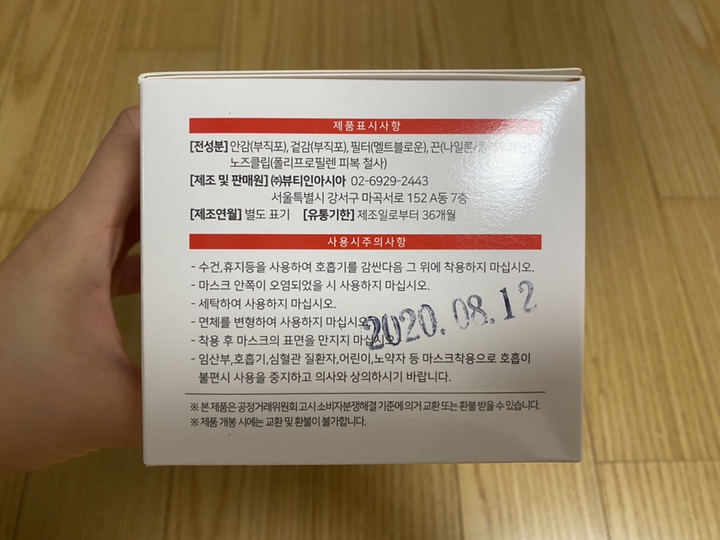 제품표시사항
[전성분] 안감(부직포), 겉감(부직포), 필터(멜트블로운), 끈(나일론/폴리우레탄),
노즈클립(폴리프로필렌 피복 철사)
[제조 및 판매원] ㈜뷰티인아시아 02-6929-2443
서울특별시 강서구 마곡서로 152 A동 7층
[제조연월] 별도 표기 [유통기한] 제조일로부터 36개월
사용시주의사항
- 수건,휴지등을 사용하여 호흡기를 감싼다음 그 위에 착용하지 마십시오.
- 마스크 안쪽이 오염되었을 시 사용하지 마십시오.
- 세탁하여 사용하지 마십시오.
- 면체를 변형하여 사용하지 마십시오.
2020.08.12
- 착용 후 마스크의 표면을 만지지 마십시오.
- 임산부,호흡기,심혈관 질환자,어린이,노약자 등 마스크착용으로 호흡이
불편시 사용을 중지하고 의사와 상의하시기 바랍니다.
※ 본 제품은 공정거래위원회 고시 소비자분쟁해결 기준에 의거 교환 또는 환불 받을 수 있습니다.
※ 제품 개봉 시에는 교환 및 환불이 불가합니다.